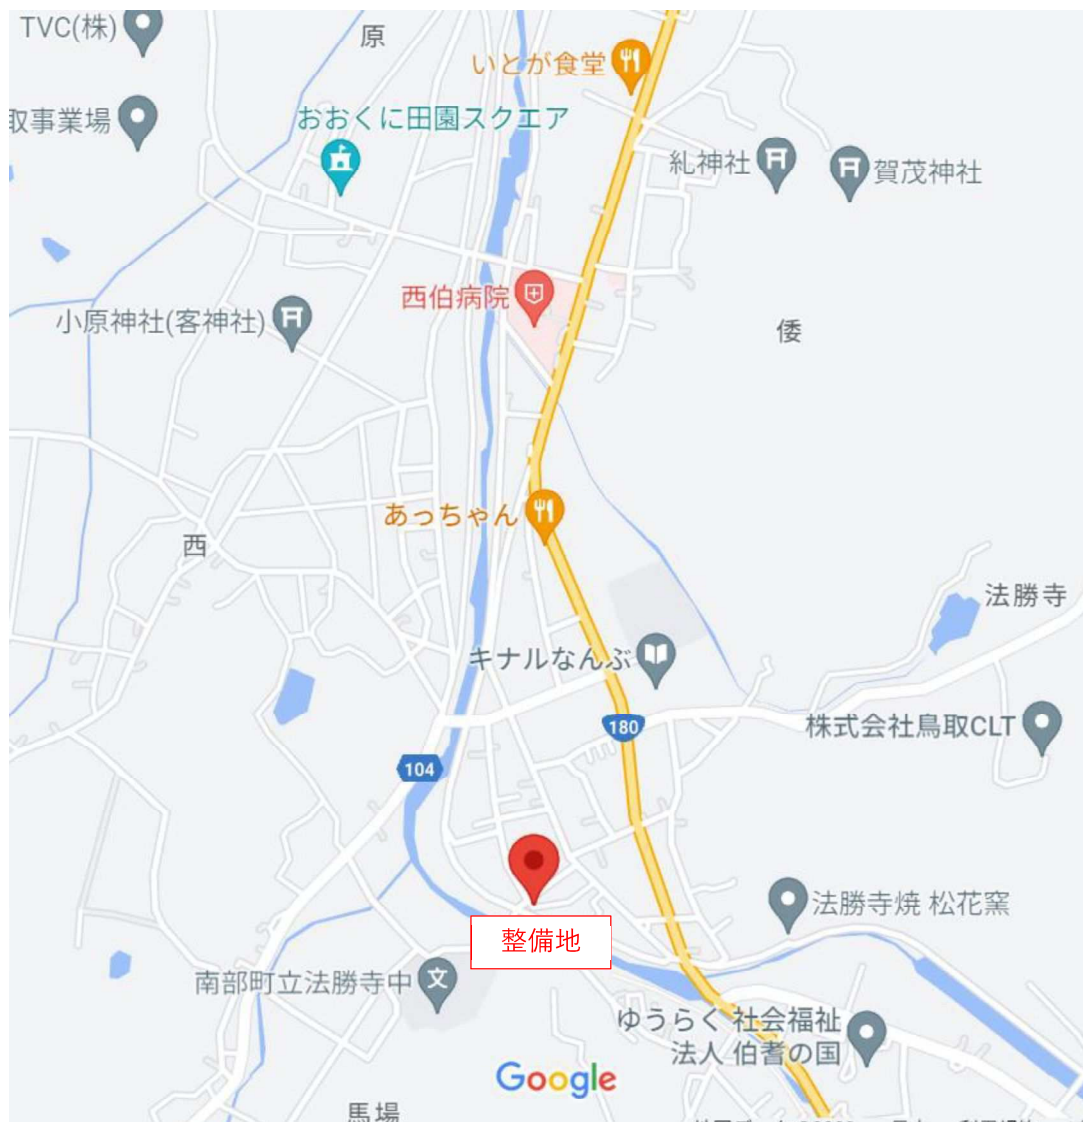 TVC(株)
原
いとが食堂
取事業場
おおくに田園スクエア
糺神社
賀茂神社
西伯病院
小原神社(客神社)
倭
あっちゃん
西
法勝寺
キナルなんぶ
180
株式会社鳥取CLT
104
法勝寺焼 松花窯
整備地
南部町立法勝寺中
文
ゆうらく 社会福祉
法人 伯耆の国
Google
馬場